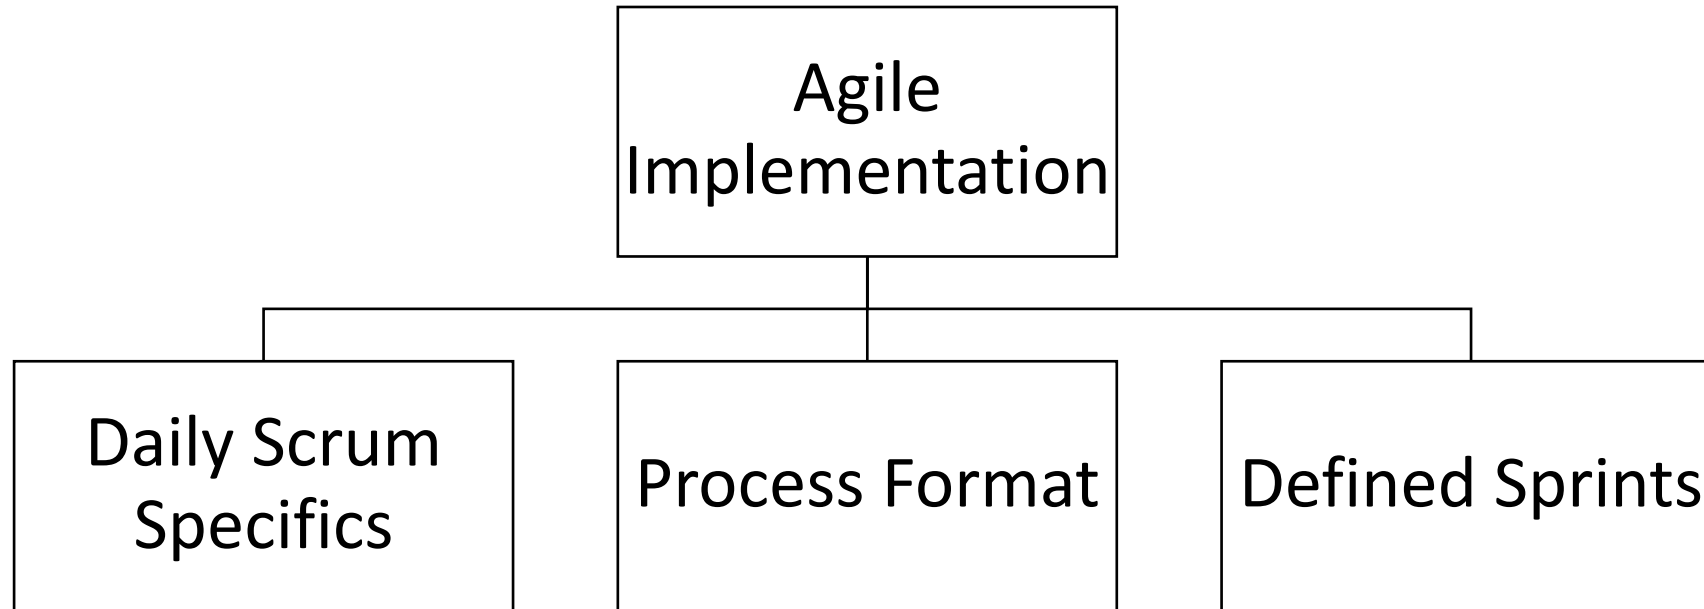 Agile
Implementation
Daily Scrum
Specifics
Process Format
Defined Sprints